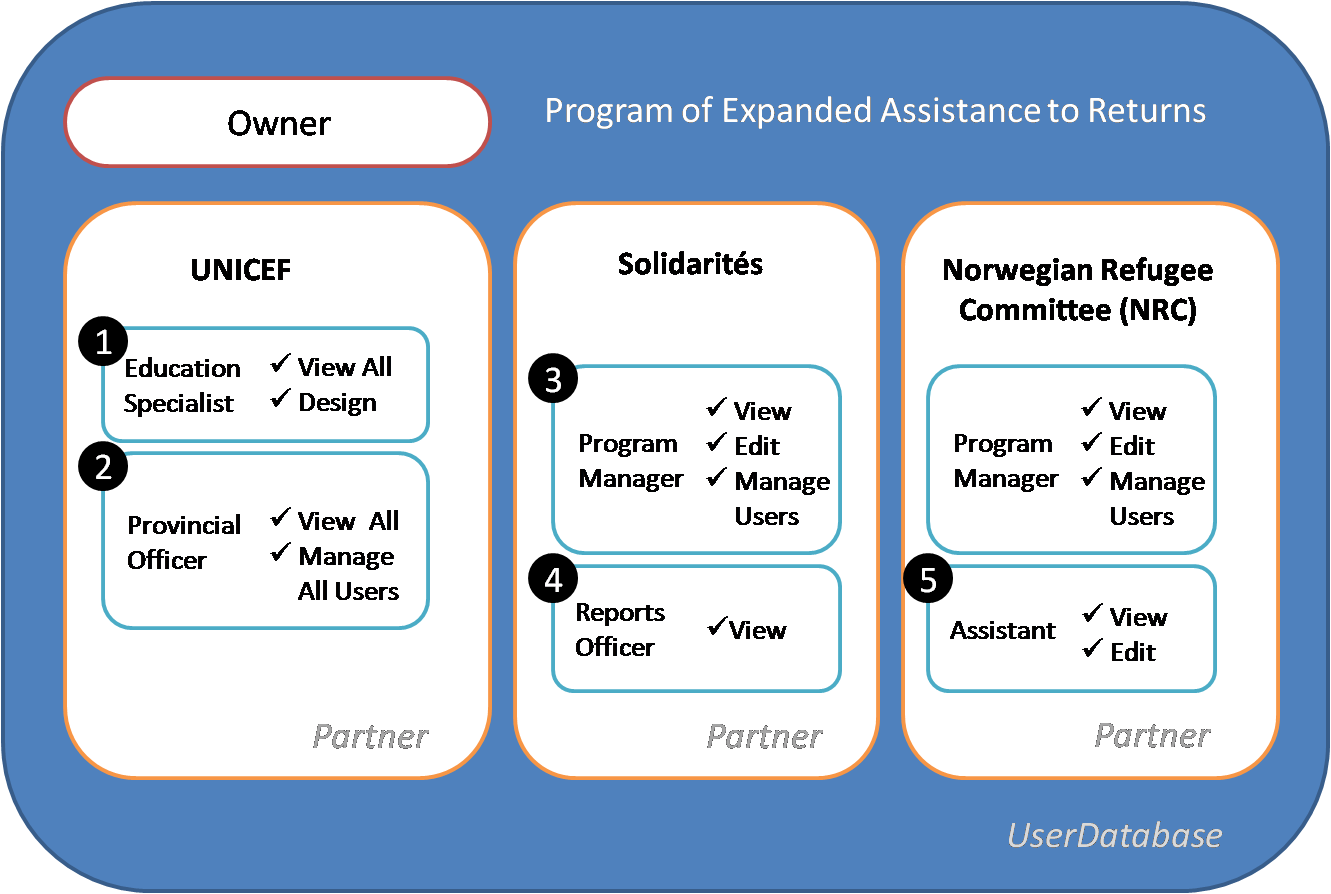 Owner
Program of Expanded Assistance to Returns
UNICEF
1
Education
Specialist
✓ View All
✓ Design
2
Provincial
Officer
✓ View All
✓ Manage
All Users
Partner
Solidarités
3
Program
Manager
✓ View
✓ Edit
✓ Manage
Users
4
Reports
Officer
✓ View
Partner
Norwegian Refugee
Committee (NRC)
Program
Manager
✓ View
✓ Edit
✓ Manage
Users
5
Assistant
✓ View
✓ Edit
Partner
UserDatabase